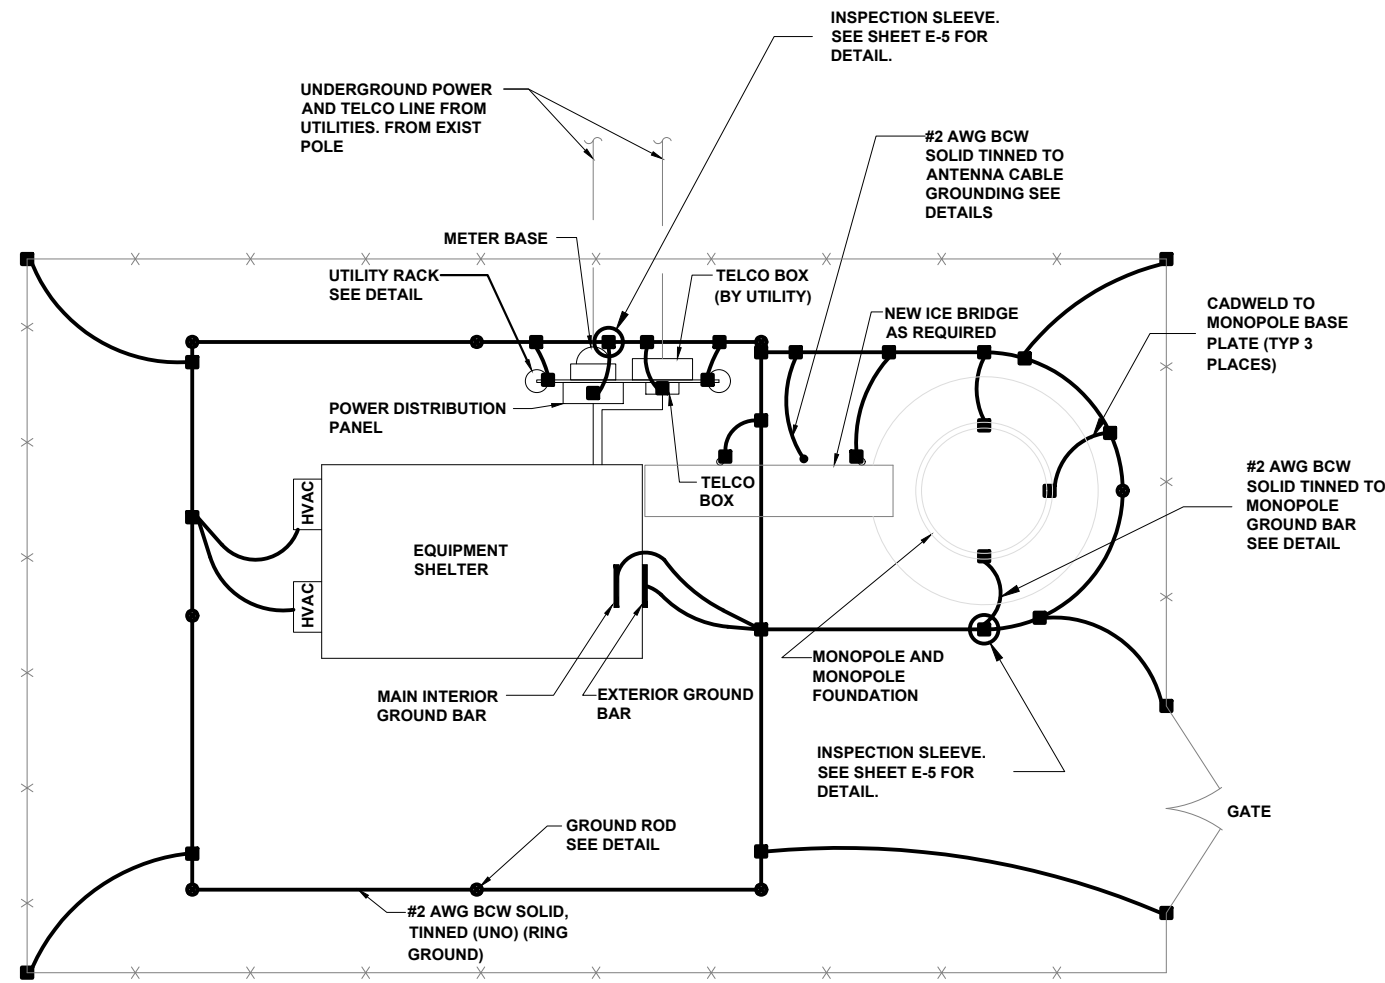 INSPECTION SLEEVE.
SEE SHEET E-5 FOR
DETAIL.
UNDERGROUND POWER
AND TELCO LINE FROM
UTILITIES. FROM EXIST
POLE
#2 AWG BCW
SOLID TINNED TO
ANTENNA CABLE
GROUNDING SEE
DETAILS
METER BASE
UTILITY RACK
SEE DETAIL
TELCO BOX
(BY UTILITY)
NEW ICE BRIDGE
AS REQUIRED
CADWELD TO
MONOPOLE BASE
PLATE (TYP 3
PLACES)
POWER DISTRIBUTION
PANEL
TELCO
BOX
#2 AWG BCW
SOLID TINNED TO
MONOPOLE
GROUND BAR
SEE DETAIL
HVAC
HVAC
EQUIPMENT
SHELTER
MONOPOLE AND
MONOPOLE
FOUNDATION
MAIN INTERIOR
GROUND BAR
EXTERIOR GROUND
BAR
INSPECTION SLEEVE.
SEE SHEET E-5 FOR
DETAIL.
GATE
GROUND ROD
SEE DETAIL
#2 AWG BCW SOLID,
TINNED (UNO) (RING
GROUND)